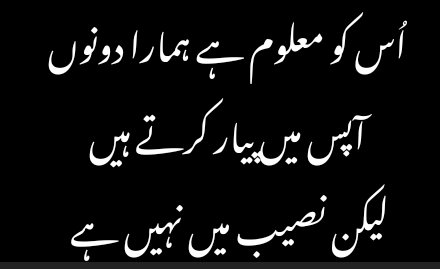 اُس کو معلوم ہے ہمارا دونوں
آپس میں پیار کرتے ہیں
لیکن نصیب میں نہیں ہے